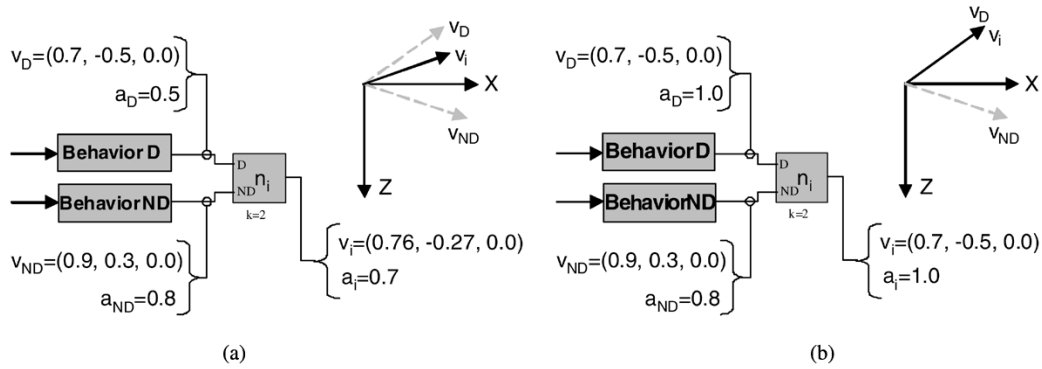 v_D=(0.7, -0.5, 0.0)
a_D=0.5
v_D
v_i
X
v_ND
Z
Behavior D
D
n_i
ND
k=2
Behavior ND
v_ND=(0.9, 0.3, 0.0)
a_ND=0.8
v_i=(0.76, -0.27, 0.0)
a_i=0.7
(a)
v_D=(0.7, -0.5, 0.0)
a_D=1.0
v_D
v_i
X
v_ND
Z
Behavior D
D
n_i
ND
k=2
Behavior ND
v_ND=(0.9, 0.3, 0.0)
a_ND=0.8
v_i=(0.7, -0.5, 0.0)
a_i=1.0
(b)